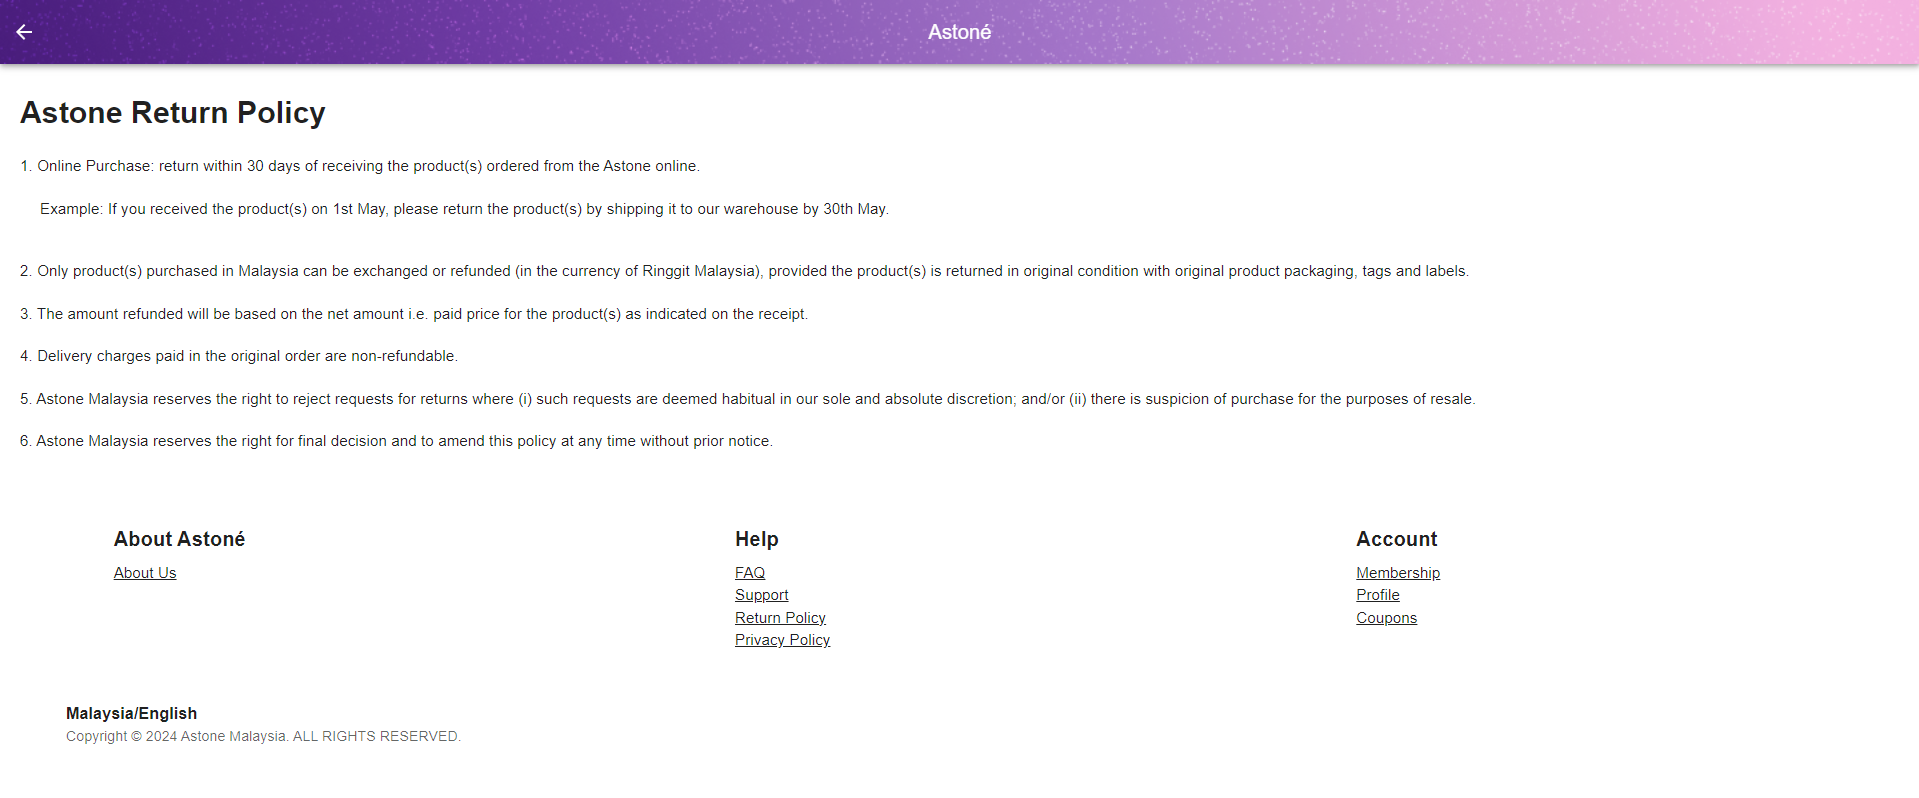 Astoné
Astone Return Policy
1. Online Purchase: return within 30 days of receiving the product(s) ordered from the Astone online.
Example: If you received the product(s) on 1st May, please return the product(s) by shipping it to our warehouse by 30th May.
2. Only product(s) purchased in Malaysia can be exchanged or refunded (in the currency of Ringgit Malaysia), provided the product(s) is returned in original condition with original product packaging, tags and labels.
3. The amount refunded will be based on the net amount i.e. paid price for the product(s) as indicated on the receipt.
4. Delivery charges paid in the original order are non-refundable.
5. Astone Malaysia reserves the right to reject requests for returns where (i) such requests are deemed habitual in our sole and absolute discretion; and/or (ii) there is suspicion of purchase for the purposes of resale.
6. Astone Malaysia reserves the right for final decision and to amend this policy at any time without prior notice.
About Astoné
About Us
Help
FAQ
Support
Return Policy
Privacy Policy
Account
Membership
Profile
Coupons
Malaysia/English
Copyright © 2024 Astone Malaysia. ALL RIGHTS RESERVED.